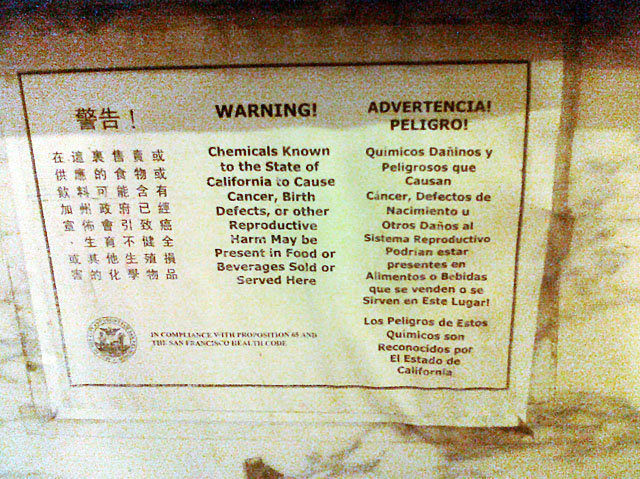 警告！
在這裏售賣或
供應的食物或
飲料可能含有
加州政府已經
宣佈會引致癌
，生育不健全
或其他生殖損
害的化學物品
WARNING!
Chemicals Known
to the State of
California to Cause
Cancer, Birth
Defects, or other
Reproductive
Harm May be
Present in Food or
Beverages Sold or
Served Here
ADVERTENCIA!
PELIGRO!
Quimicos Dañinos y
Peligrosos que
Causan
Cáncer, Defectos de
Nacimiento u
Otros Daños al
Sistema Reproductivo
Podrían estar
presentes en
Alimentos o Bebidas
que se venden o se
Sirven en Este Lugar!
Los Peligros de Estos
Químicos son
Reconocidos por
El Estado de
California
IN COMPLIANCE WITH PROPOSITION 65 AND
THE SAN FRANCISCO HEALTH CODE